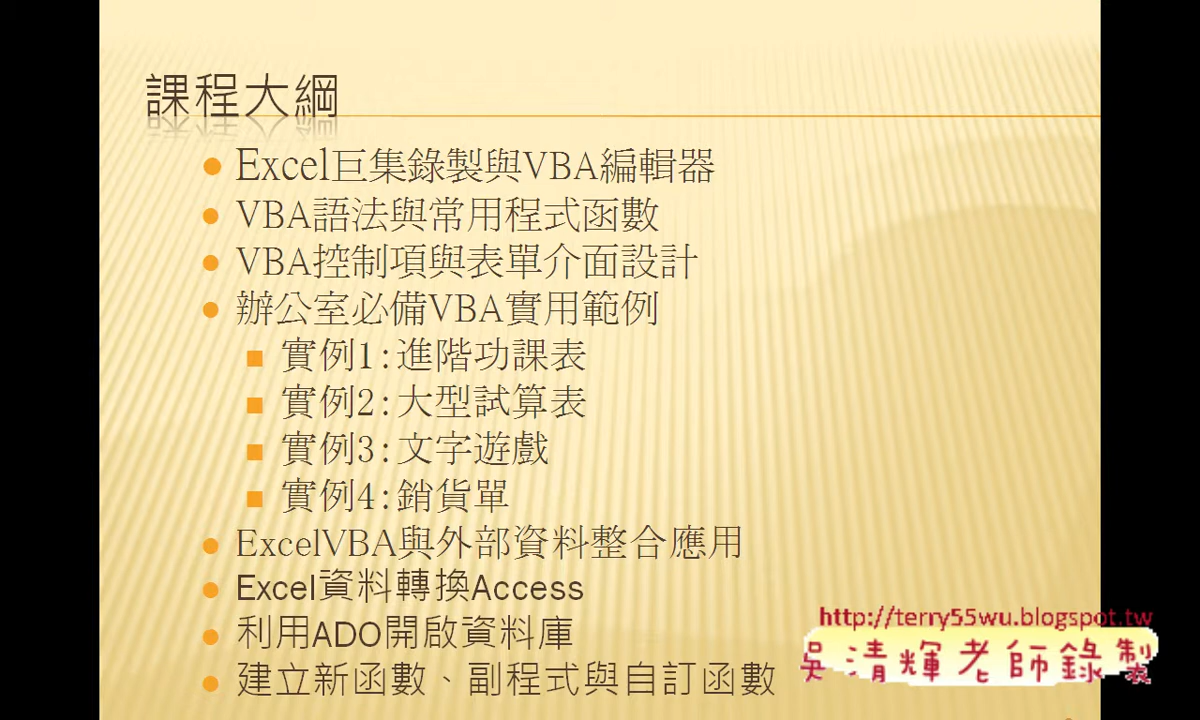 課程大綱
Excel巨集錄製與VBA編輯器
VBA語法與常用程式函數
VBA控制項與表單介面設計
辦公室必備VBA實用範例
實例1:進階功課表
實例2:大型試算表
實例3:文字遊戲
實例4:銷貨單
ExcelVBA與外部資料整合應用
Excel資料轉換Access
利用ADO開啟資料庫
建立新函數、副程式與自訂函數
http://terry55wu.blogspot.tw
吳清輝老師錄製